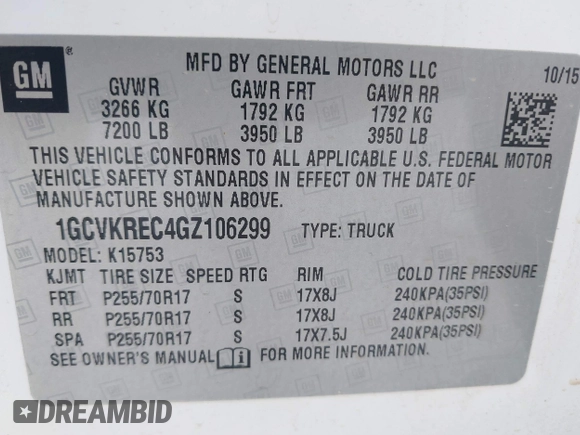 GM
MFD BY GENERAL MOTORS LLC 10/15
GVWR GAWR FRT GAWR RR
3266 KG 1792 KG 1792 KG
7200 LB 3950 LB 3950 LB
THIS VEHICLE CONFORMS TO ALL APPLICABLE U.S. FEDERAL MOTOR
VEHICLE SAFETY STANDARDS IN EFFECT ON THE DATE OF
MANUFACTURE SHOWN ABOVE.
1GCVKREC4GZ106299 TYPE: TRUCK
MODEL: K15753
KJMT TIRE SIZE SPEED RTG RIM COLD TIRE PRESSURE
FRT P255/70R17 S 17X8J 240KPA(35PSI)
RR P255/70R17 S 17X8J 240KPA(35PSI)
SPA P255/70R17 S 17X7.5J 240KPA(35PSI)
SEE OWNER'S MANUAL FOR MORE INFORMATION.
DREAMBID